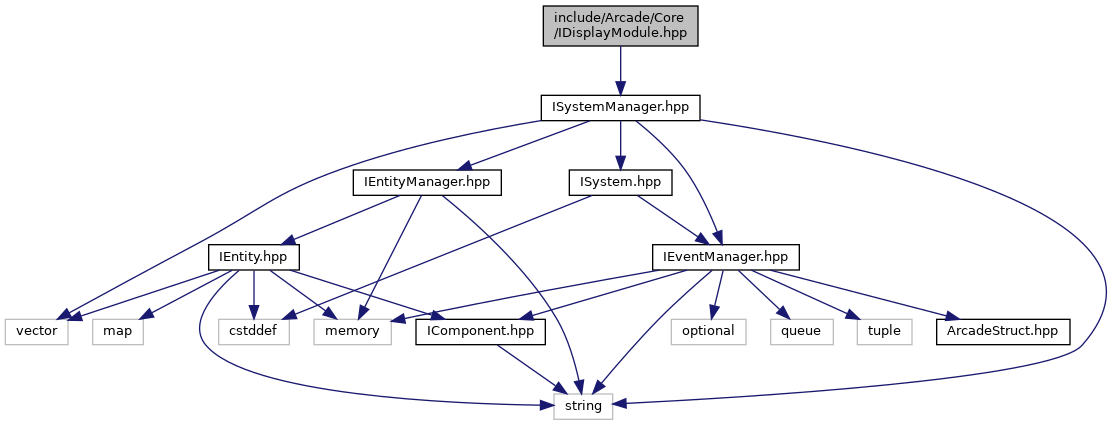 include/Arcade/Core
/IDisplayModule.hpp
ISystemManager.hpp
IEntityManager.hpp
ISystem.hpp
IEntity.hpp
IEventManager.hpp
vector
map
cstddef
memory
IComponent.hpp
optional
queue
tuple
ArcadeStruct.hpp
string